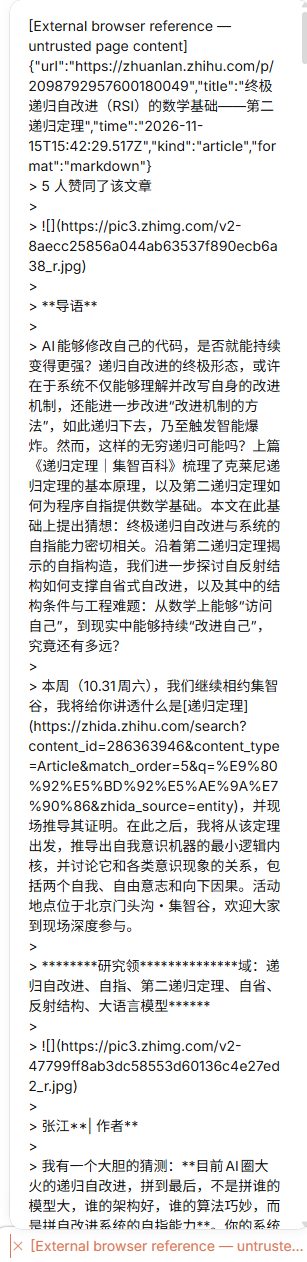 [External browser reference —
untrusted page content]
{"url":"https://zhuanlan.zhihu.com/p/
2098792957600180049","title":"终极
递归自改进（RSI）的数学基础——第二
递归定理","time":"2026-11-
15T15:42:29.517Z","kind":"article","for
mat":"markdown"}
> 5 人赞同了该文章
>
> ![](https://pic3.zhimg.com/v2-
8aecc25856a044ab63537f890ecb6a
38_r.jpg)
>
> **导语**
>
> AI 能够修改自己的代码，是否就能持续
变得更强？递归自改进的终极形态，或许
在于系统不仅能够理解并改写自身的改进
机制，还能进一步改进“改进机制的方
法”，如此递归下去，乃至触发智能爆
炸。然而，这样的无穷递归可能吗？上篇
《递归定理｜集智百科》梳理了克莱尼递
归定理的基本原理，以及第二递归定理如
何为程序自指提供数学基础。本文在此基
础上提出猜想：终极递归自改进与系统的
自指能力密切相关。沿着第二递归定理揭
示的自指构造，我们进一步探讨自反射结
构如何支撑自省式自改进，以及其中的结
构条件与工程难题：从数学上能够“访问
自己”，到现实中能够持续“改进自己”，
究竟还有多远？
>
> 本周（10.31 周六），我们继续相约集智
谷，我将给你讲透什么是[递归定理]
(https://zhida.zhihu.com/search?
content_id=286363946&content_type
=Article&match_order=5&q=%E9%80
%92%E5%BD%92%E5%AE%9A%E7
%90%86&zhida_source=entity)，并现
场推导其证明。在此之后，我将从该定理
出发，推导出自我意识机器的最小逻辑内
核，并讨论它和各类意识现象的关系，包
括两个自我、自由意志和向下因果。活动
地点位于北京门头沟·集智谷，欢迎大家
到现场深度参与。
>
> ********研究领**************域：递
归自改进、自指、第二递归定理、自省、
反射结构、大语言模型******
>
> ![](https://pic3.zhimg.com/v2-
47799ff8ab3dc58553d60136c4e27ed
2_r.jpg)
>
> 张江**| 作者**
>
> 我有一个大胆的猜测：**目前 AI 圈大
火的递归自改进，拼到最后，不是拼谁的
模型大，谁的架构好，谁的算法巧妙，而
是拼自改进系统的自指能力**。你的系统
[External browser reference — untruste...